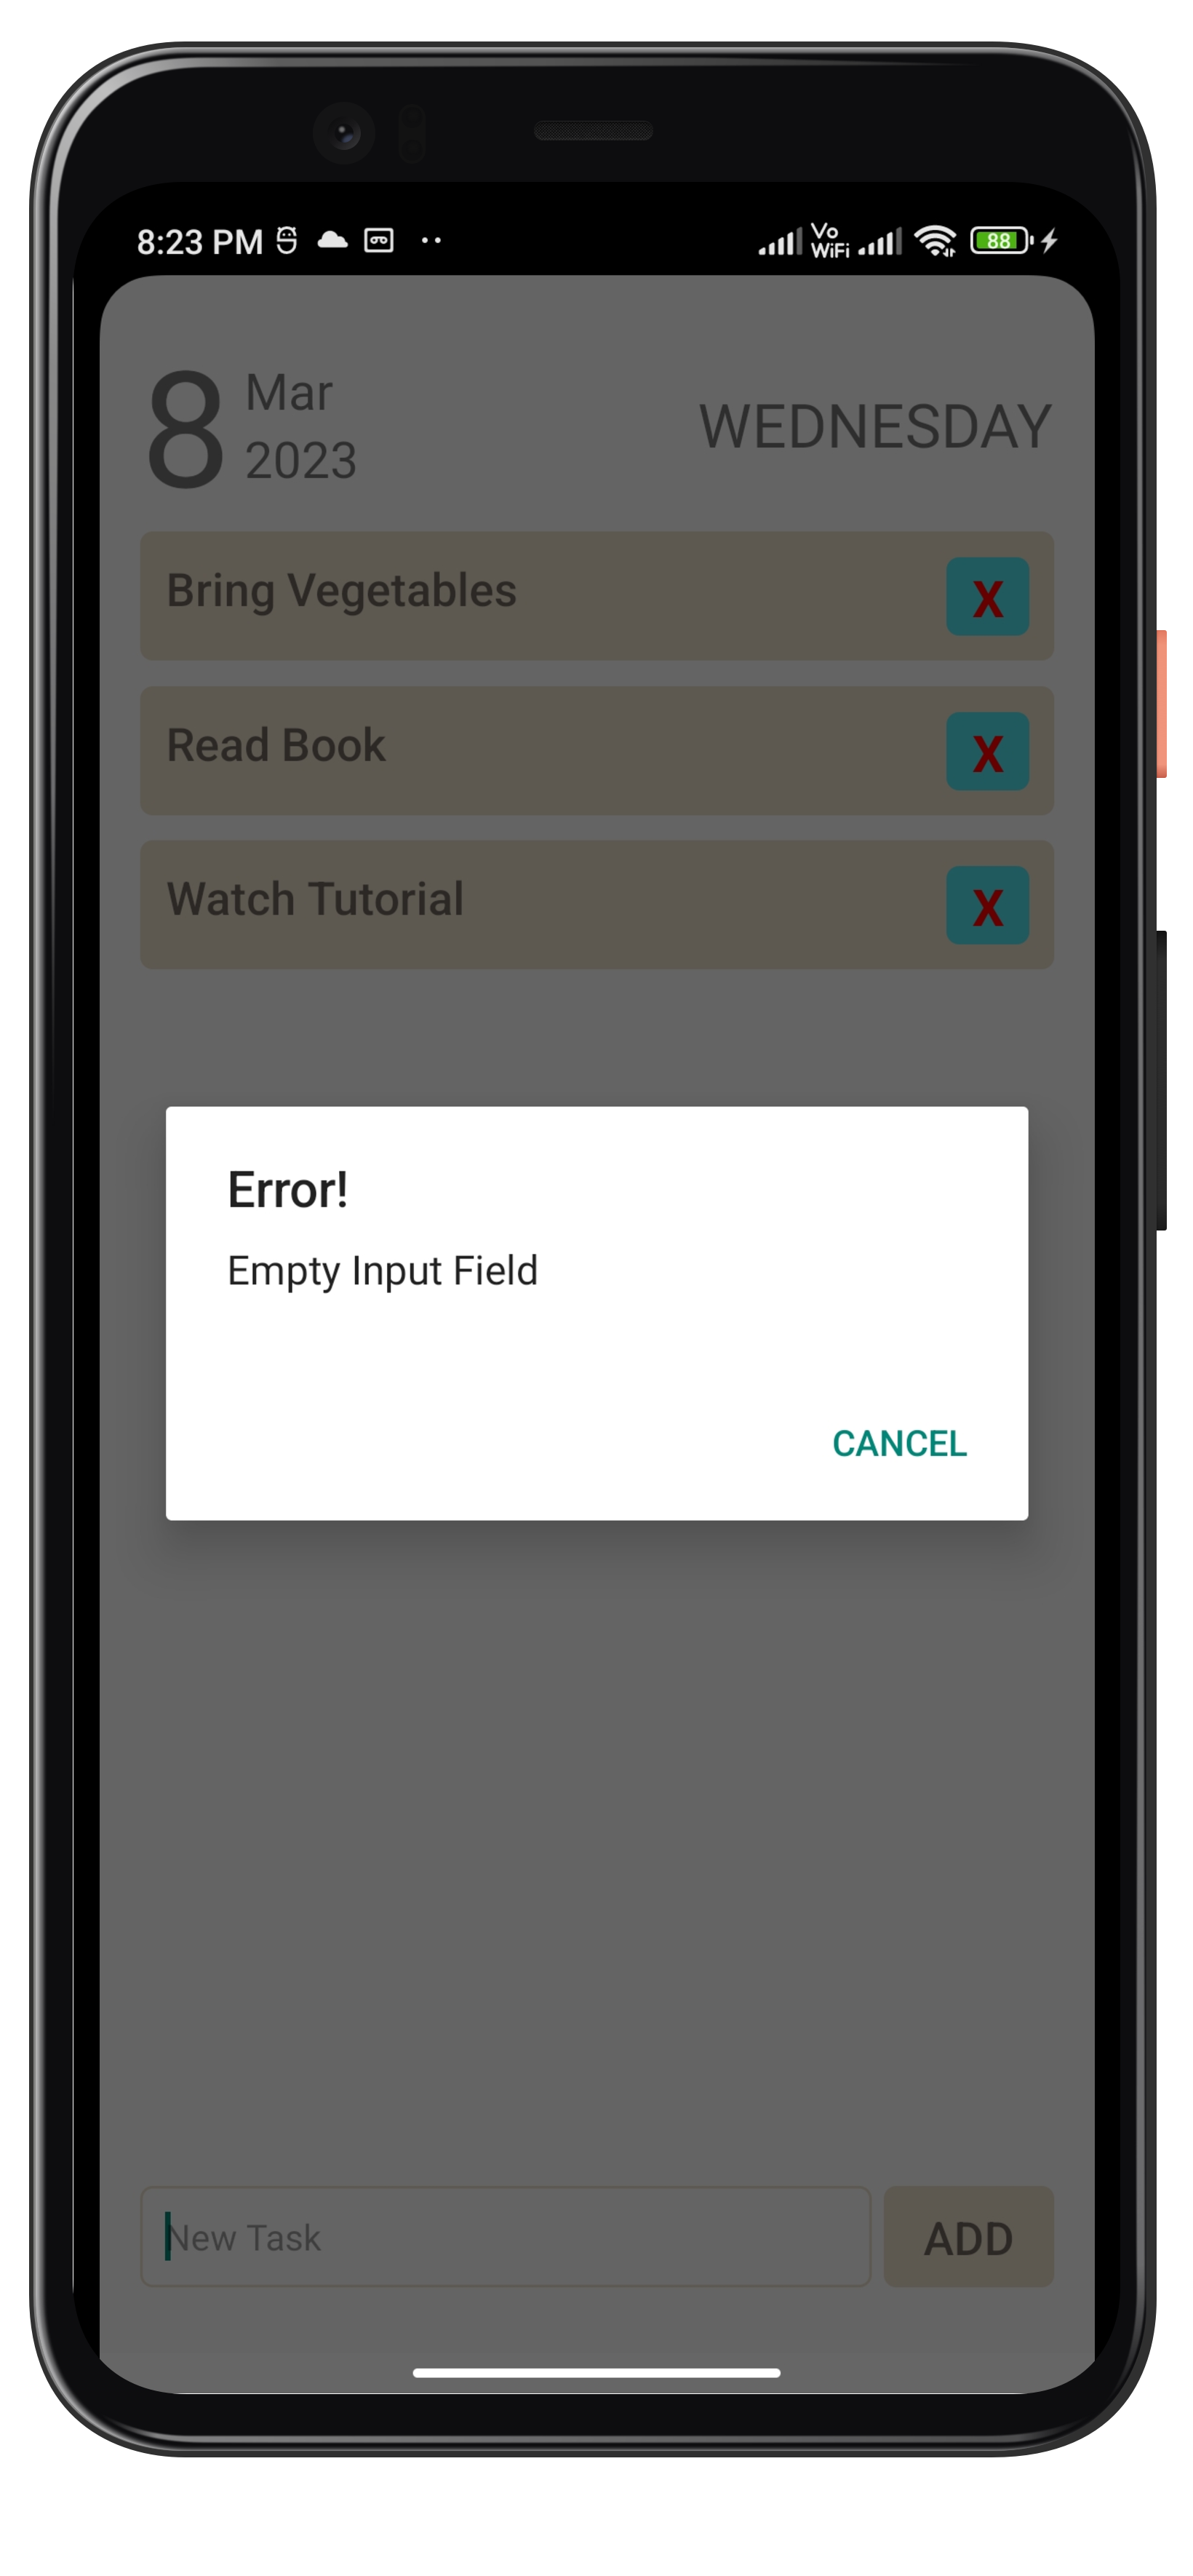 8:23 PM
Vo
WiFi
88
8
Mar
2023
WEDNESDAY
Bring Vegetables
X
Read Book
X
Watch Tutorial
X
Error!
Empty Input Field
CANCEL
New Task
ADD